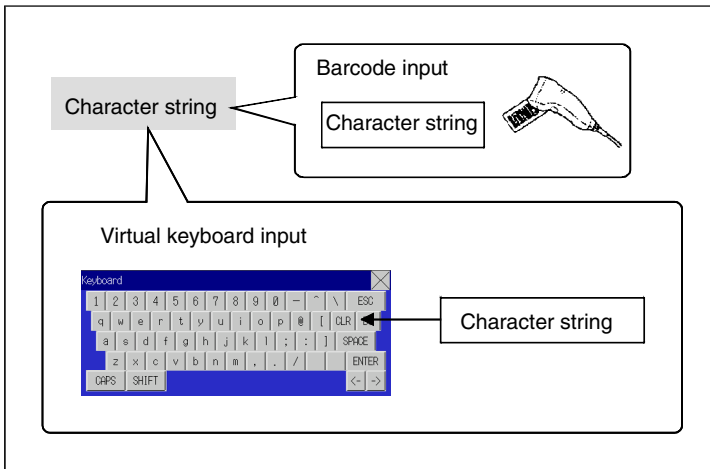 Barcode input
Character string
Character string
Virtual keyboard input
Keyboard
1 2 3 4 5 6 7 8 9 0 - ^ \ ESC
q w e r t y u i o p @ [ CLR
Character string
a s d f g h j k l ; : ] SPACE
z x c v b n m , . / ENTER
CAPS SHIFT <- ->